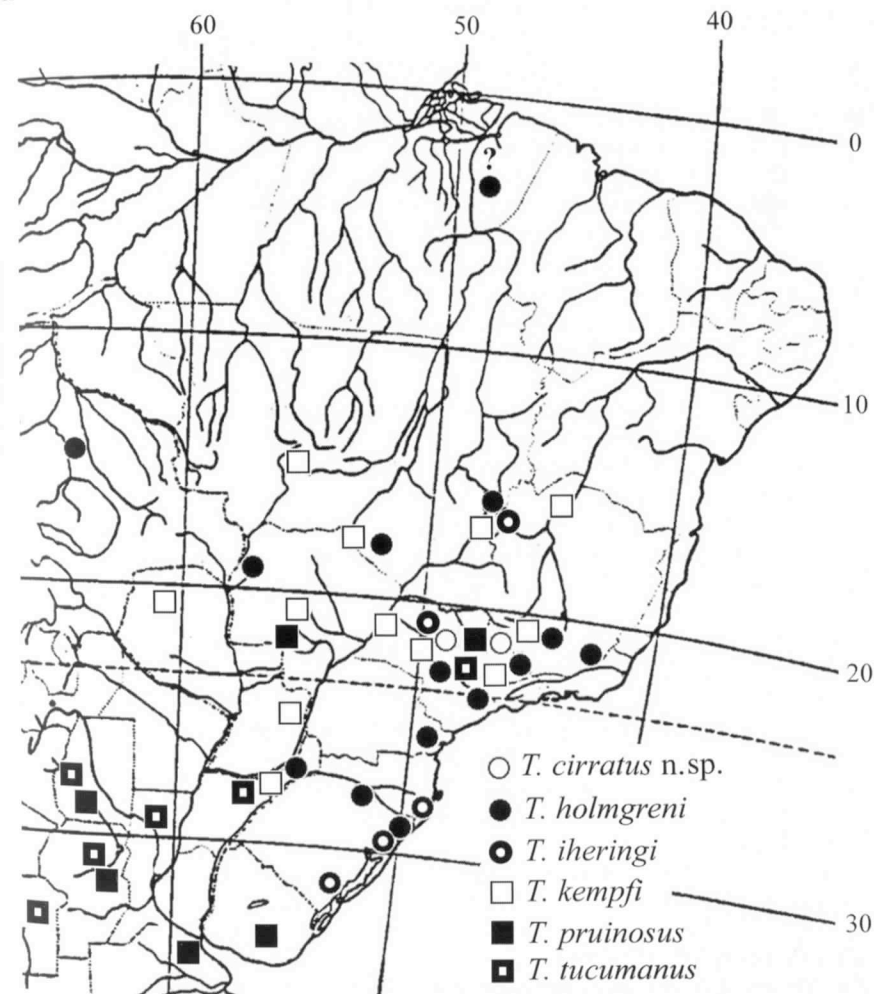 60 50 40
0
?
10
20
T. cirratus n.sp.
T. holmgreni
T. iheringi
T. kempfi
30
T. pruinosus
T. tucumanus